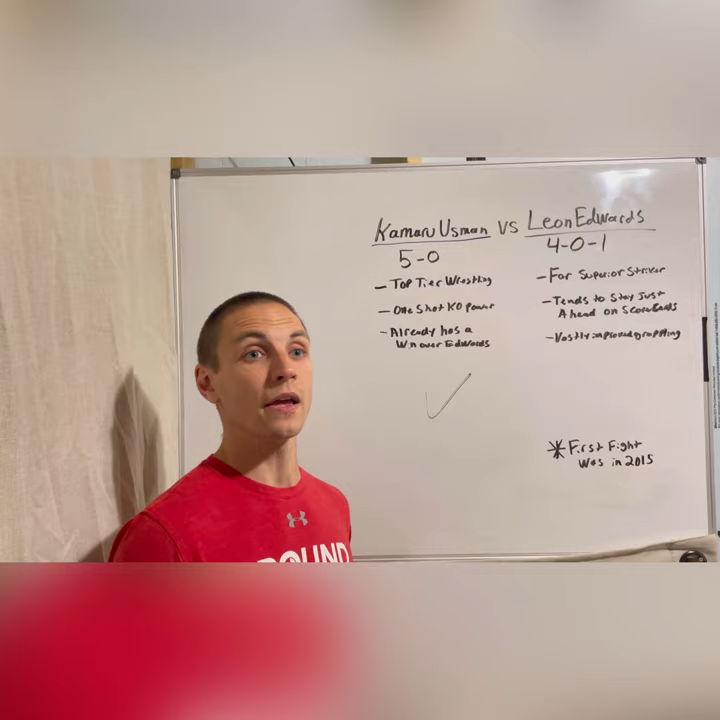 Kamaru Usman vs Leon Edwards
5-0
4-0-1
- Top Tier Wrestling
- One Shot KO Power
- Already has a
Win over Edwards
- Far Superior Striker
- Tends to Stay Just
Ahead on Scorecards
- Vastly improved grappling
✓
* First Fight
Was in 2015
ROUND